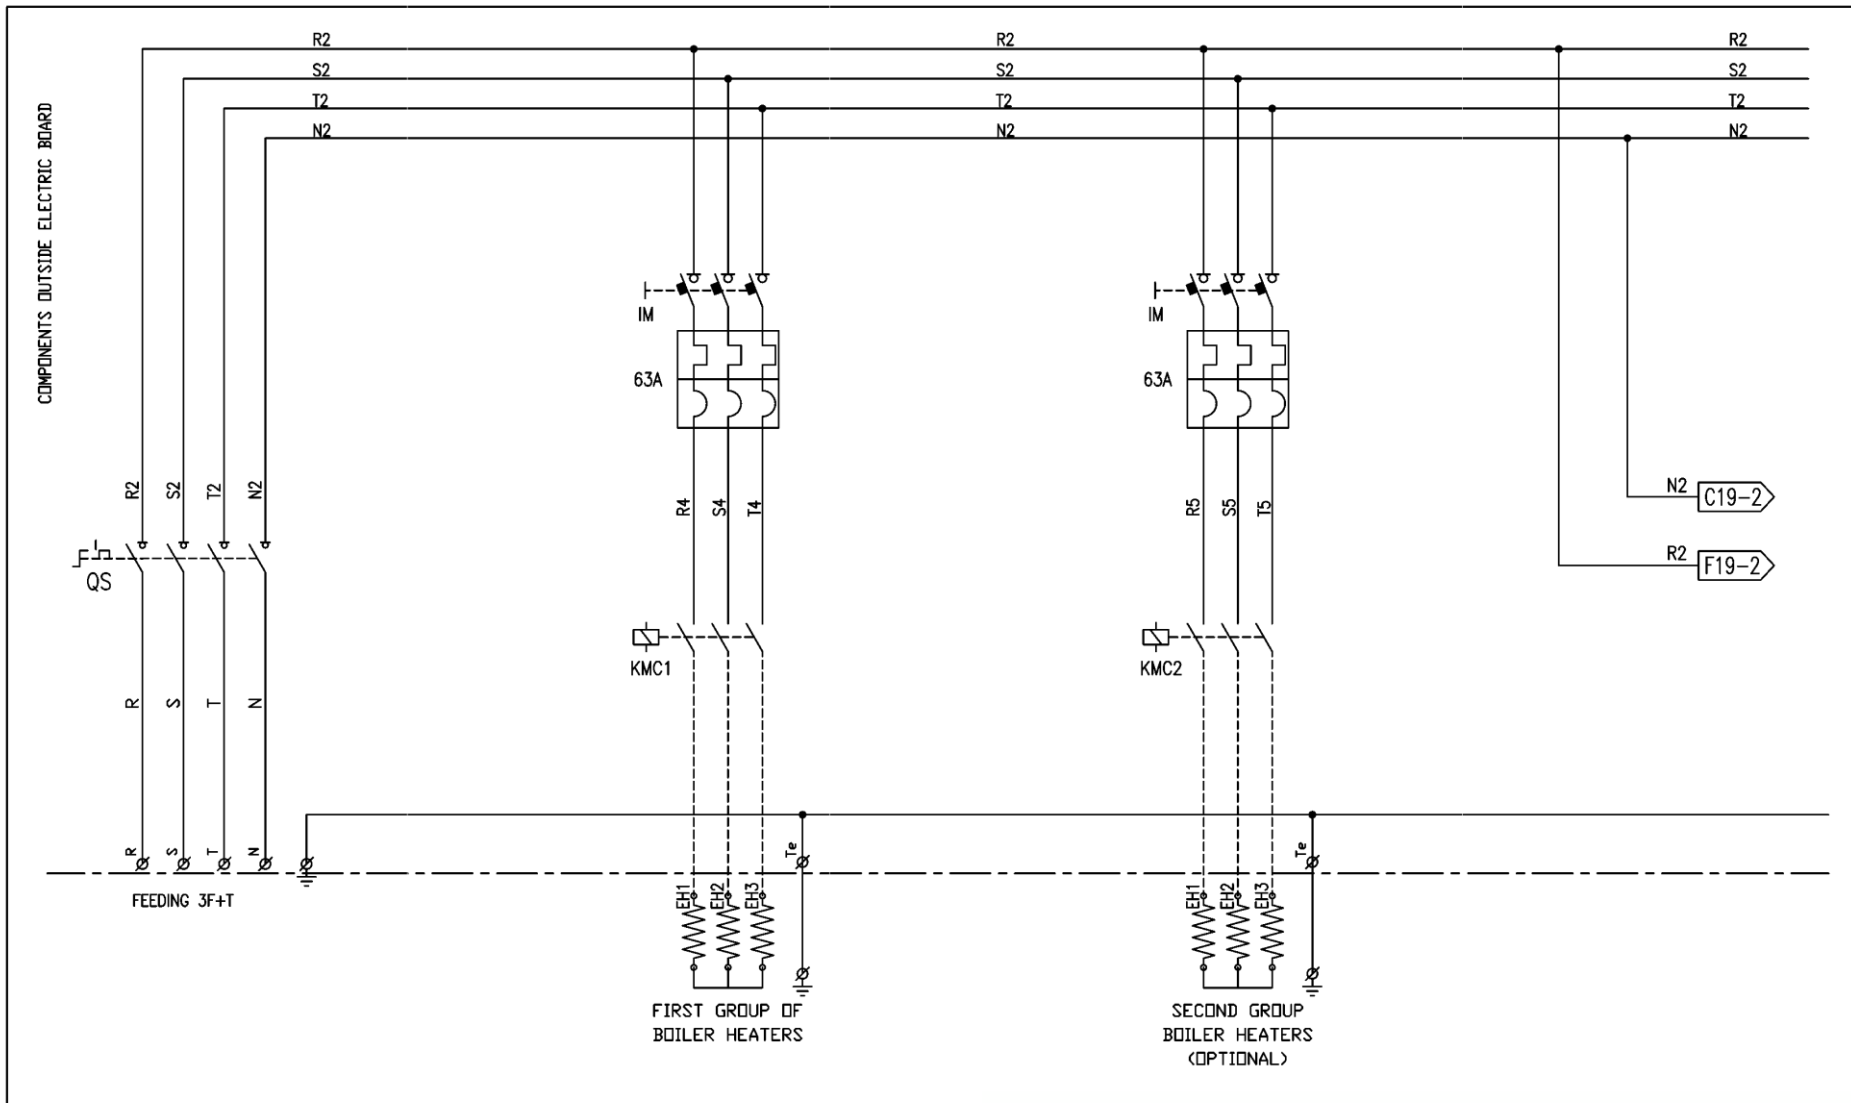 R2 R2 R2
S2 S2 S2
T2 T2 T2
N2 N2 N2
COMPONENTS OUTSIDE ELECTRIC BOARD
IM IM
63A 63A
R2 S2 T2 N2
R4 S4 T4
R5 S5 T5
N2 C19-2
R2 F19-2
QS
KMC1 KMC2
R S T N
R S T N
Te Te
FEEDING 3F+T
EH1 EH2 EH3
EH1 EH2 EH3
FIRST GROUP OF
BOILER HEATERS
SECOND GROUP
BOILER HEATERS
(OPTIONAL)